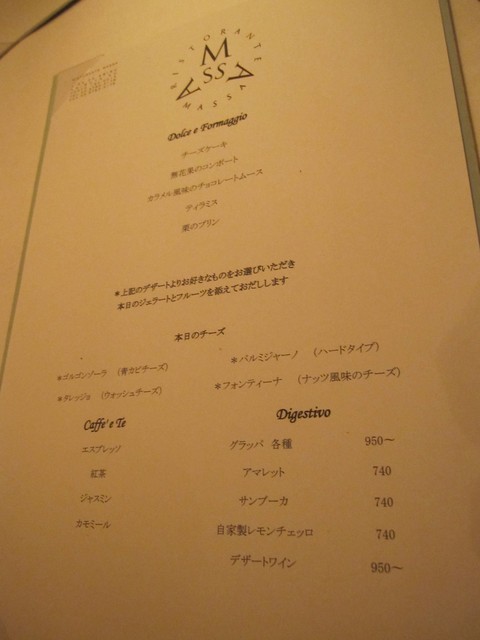 RISTORANTE
MASSA
MASSA
Dolce e Formaggio
チーズケーキ
無花果のコンポート
カラメル風味のチョコレートムース
ティラミス
栗のプリン
*上記のデザートよりお好きなものをお選びいただき
本日のジェラートとフルーツを添えておだしします
本日のチーズ
*ゴルゴンゾーラ (青カビチーズ) *パルミジャーノ (ハードタイプ)
*タレッジョ (ウォッシュチーズ) *フォンティーナ (ナッツ風味のチーズ)
Caffe' e Te
エスプレッソ
紅茶
ジャスミン
カモミール
Digestivo
グラッパ 各種 950~
アマレット 740
サンブーカ 740
自家製レモンチェッロ 740
デザートワイン 950~